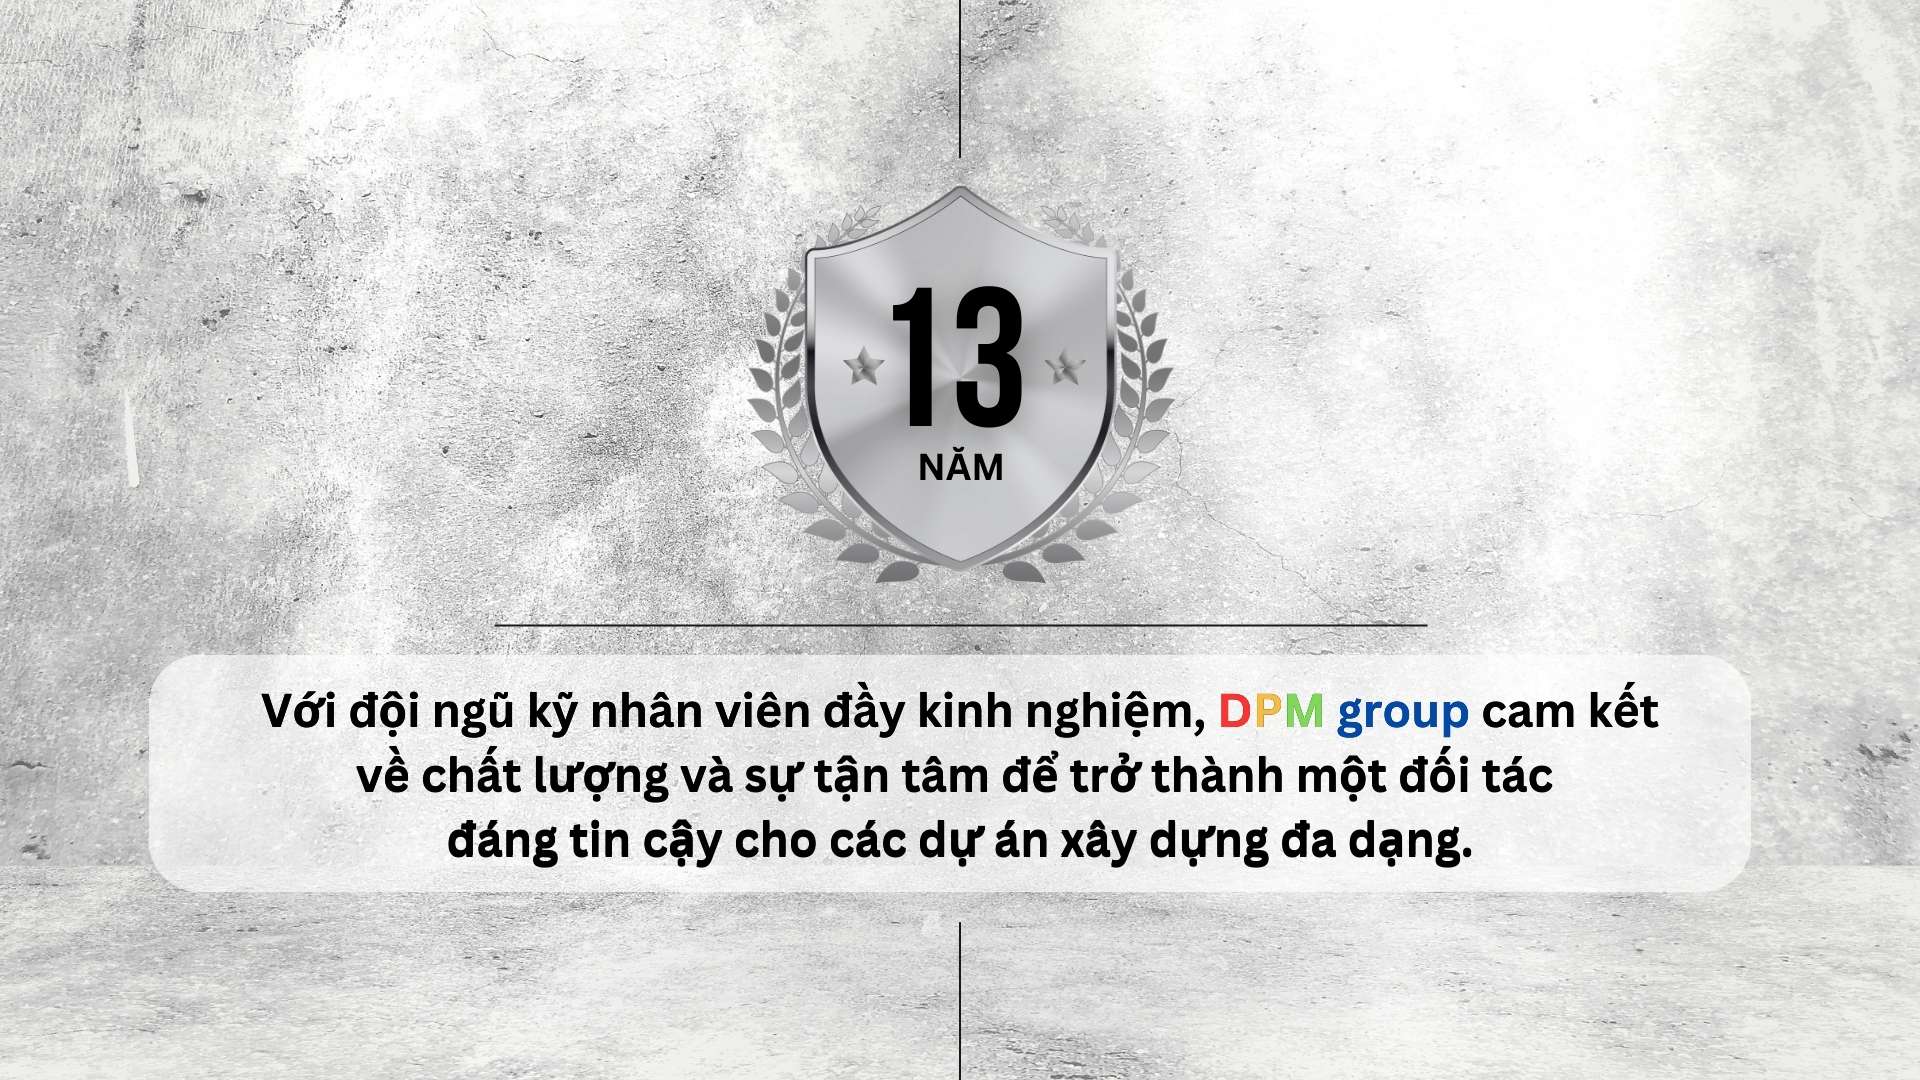 13
NĂM
Với đội ngũ kỹ nhân viên đầy kinh nghiệm, DPM group cam kết
về chất lượng và sự tận tâm để trở thành một đối tác
đáng tin cậy cho các dự án xây dựng đa dạng.